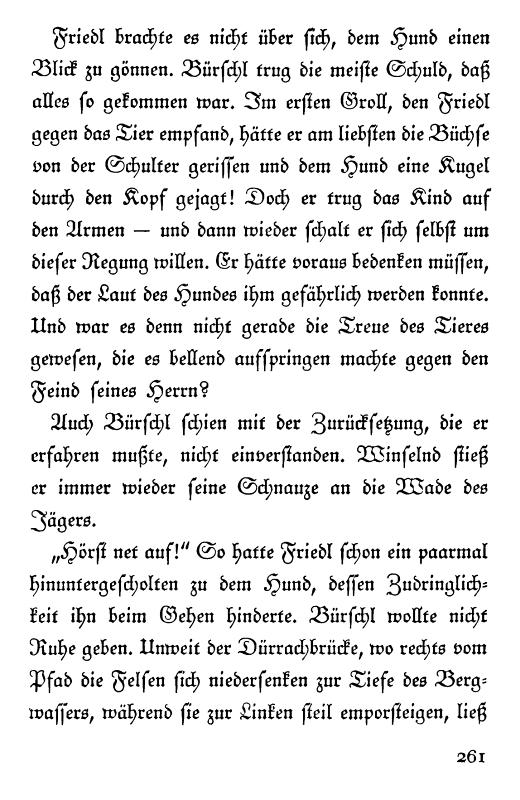 Friedl brachte es nicht über sich, dem Hund einen
Blick zu gönnen. Bürschl trug die meiste Schuld, daß
alles so gekommen war. Im ersten Groll, den Friedl
gegen das Tier empfand, hätte er am liebsten die Büchse
von der Schulter gerissen und dem Hund eine Kugel
durch den Kopf gejagt! Doch er trug das Kind auf
den Armen — und dann wieder schalt er sich selbst um
dieser Regung willen. Er hätte voraus bedenken müssen,
daß der Laut des Hundes ihm gefährlich werden konnte.
Und war es denn nicht gerade die Treue des Tieres
gewesen, die es bellend aufspringen machte gegen den
Feind seines Herrn?
Auch Bürschl schien mit der Zurücksetzung, die er
erfahren mußte, nicht einverstanden. Winselnd stieß
er immer wieder seine Schnauze an die Wade des
Jägers.
„Hörst net auf!“ So hatte Friedl schon ein paarmal
hinuntergescholten zu dem Hund, dessen Zudringlich-
keit ihn beim Gehen hinderte. Bürschl wollte nicht
Ruhe geben. Unweit der Dürrachbrücke, wo rechts vom
Pfad die Felsen sich niedersenken zur Tiefe des Berg-
wassers, während sie zur Linken steil emporsteigen, ließ
261